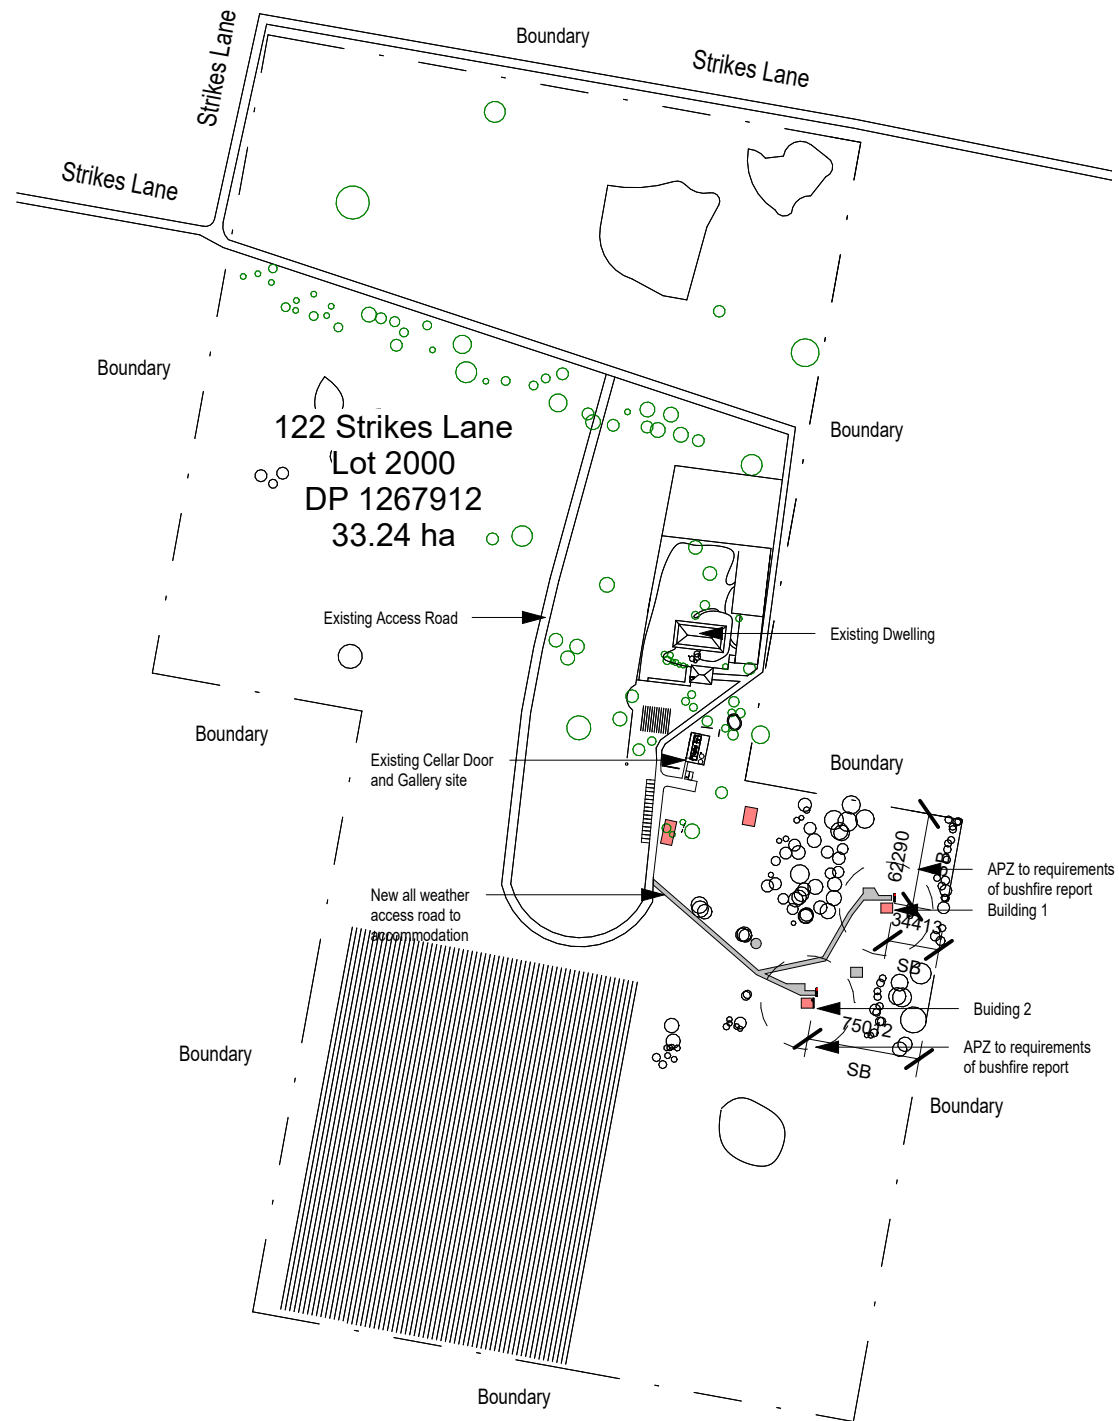 Boundary
Strikes Lane
Strikes Lane
Strikes Lane
Boundary
Boundary
122 Strikes Lane
Lot 2000
DP 1267912
33.24 ha
Existing Access Road
Existing Dwelling
Boundary
Existing Cellar Door
and Gallery site
Boundary
62290
SB
APZ to requirements
of bushfire report
New all weather
access road to
accommodation
Building 1
34413
SB
Buiding 2
75012
SB
APZ to requirements
of bushfire report
Boundary
Boundary
Boundary